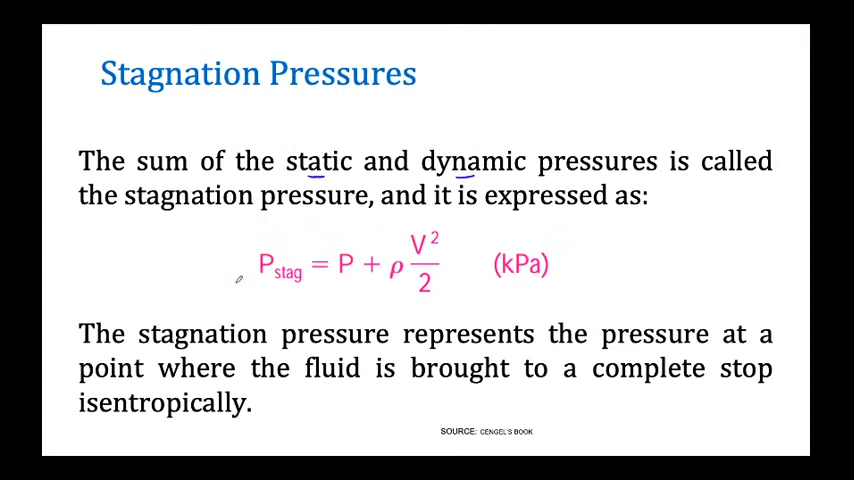 Stagnation Pressures
The sum of the static and dynamic pressures is called
the stagnation pressure, and it is expressed as:
P_stag = P + ρ V²/2 (kPa)
The stagnation pressure represents the pressure at a
point where the fluid is brought to a complete stop
isentropically.
SOURCE: CENGEL'S BOOK